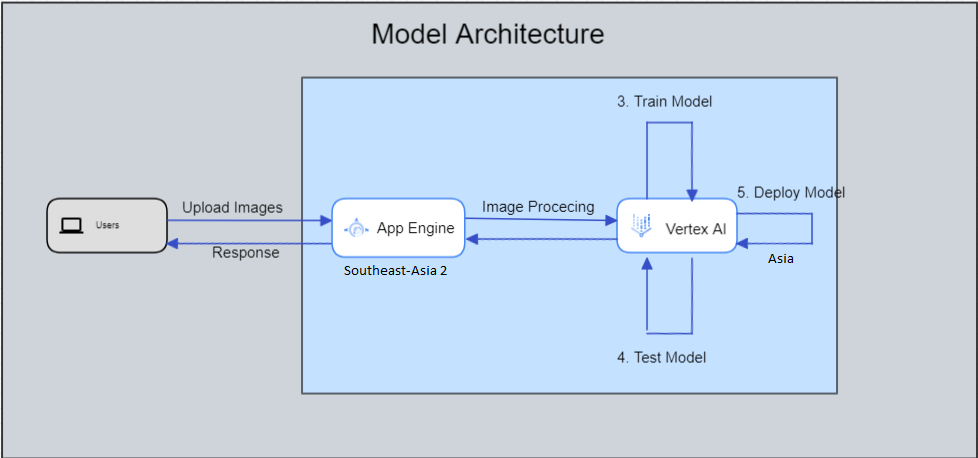 Model Architecture
3. Train Model
5. Deploy Model
Upload Images
Image Procecing
Users
App Engine
Vertex AI
Response
Southeast-Asia 2
Asia
4. Test Model